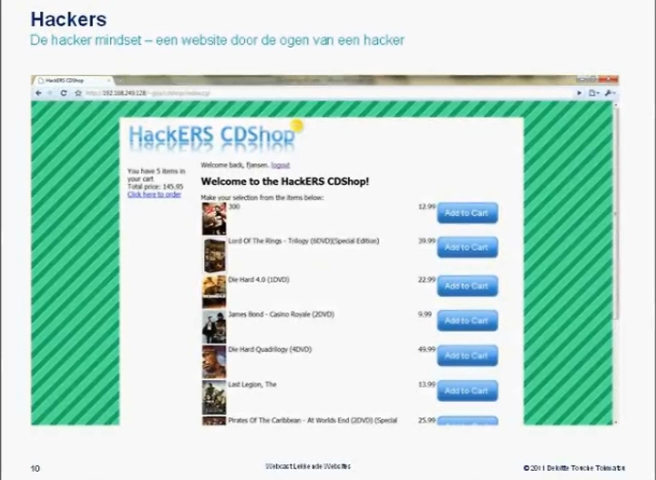 Hackers
De hacker mindset – een website door de ogen van een hacker
HackERS CDShop
HackERS CDShop
Welcome back, fjansen. logout
You have 5 items in
your cart
Total price: 145.95
Click here to order
Welcome to the HackERS CDShop!
Make your selection from the items below:
300 12.99 Add to Cart
Lord Of The Rings - Trilogy (6DVD)(Special Edition) 39.99 Add to Cart
Die Hard 4.0 (1DVD) 22.99 Add to Cart
James Bond - Casino Royale (2DVD) 9.99 Add to Cart
Die Hard Quadrilogy (4DVD) 49.99 Add to Cart
Last Legion, The 13.99 Add to Cart
Pirates Of The Caribbean - At Worlds End (2DVD) (Special 25.99
10 Webcast Lekkende Websites © 2011 Deloitte Touche Tohmatsu